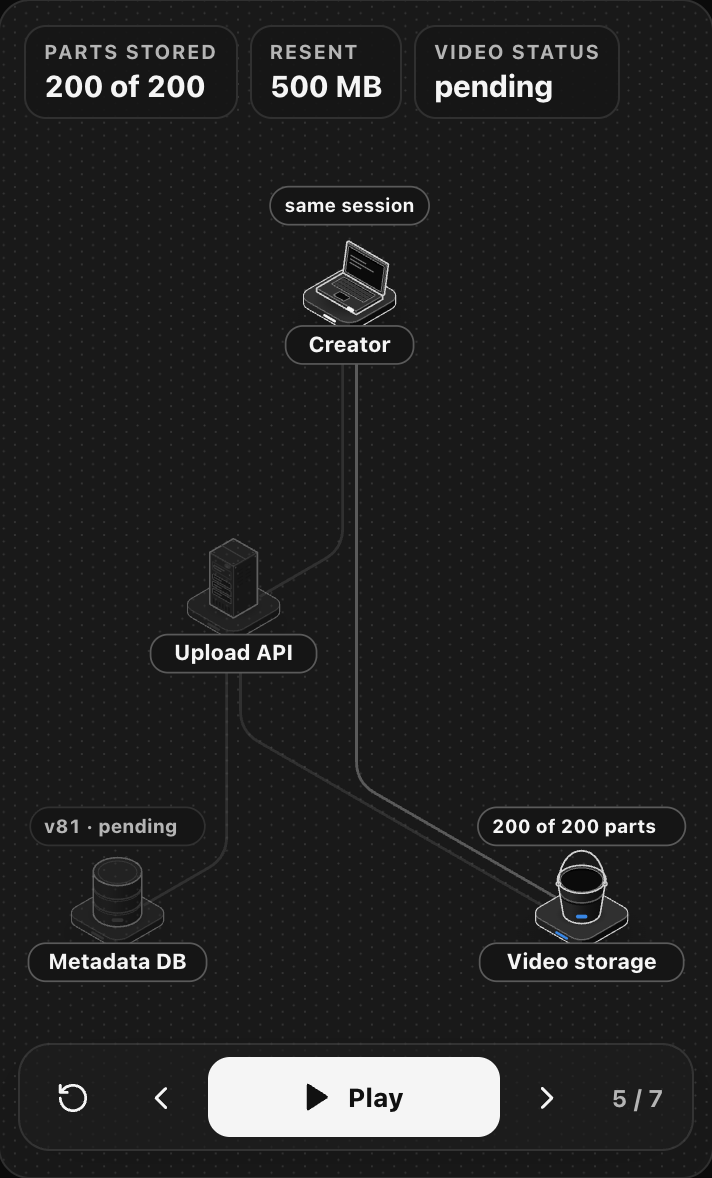 PARTS STORED
200 of 200
RESENT
500 MB
VIDEO STATUS
pending
same session
Creator
Upload API
v81 · pending
200 of 200 parts
Metadata DB
Video storage
Play
5 / 7